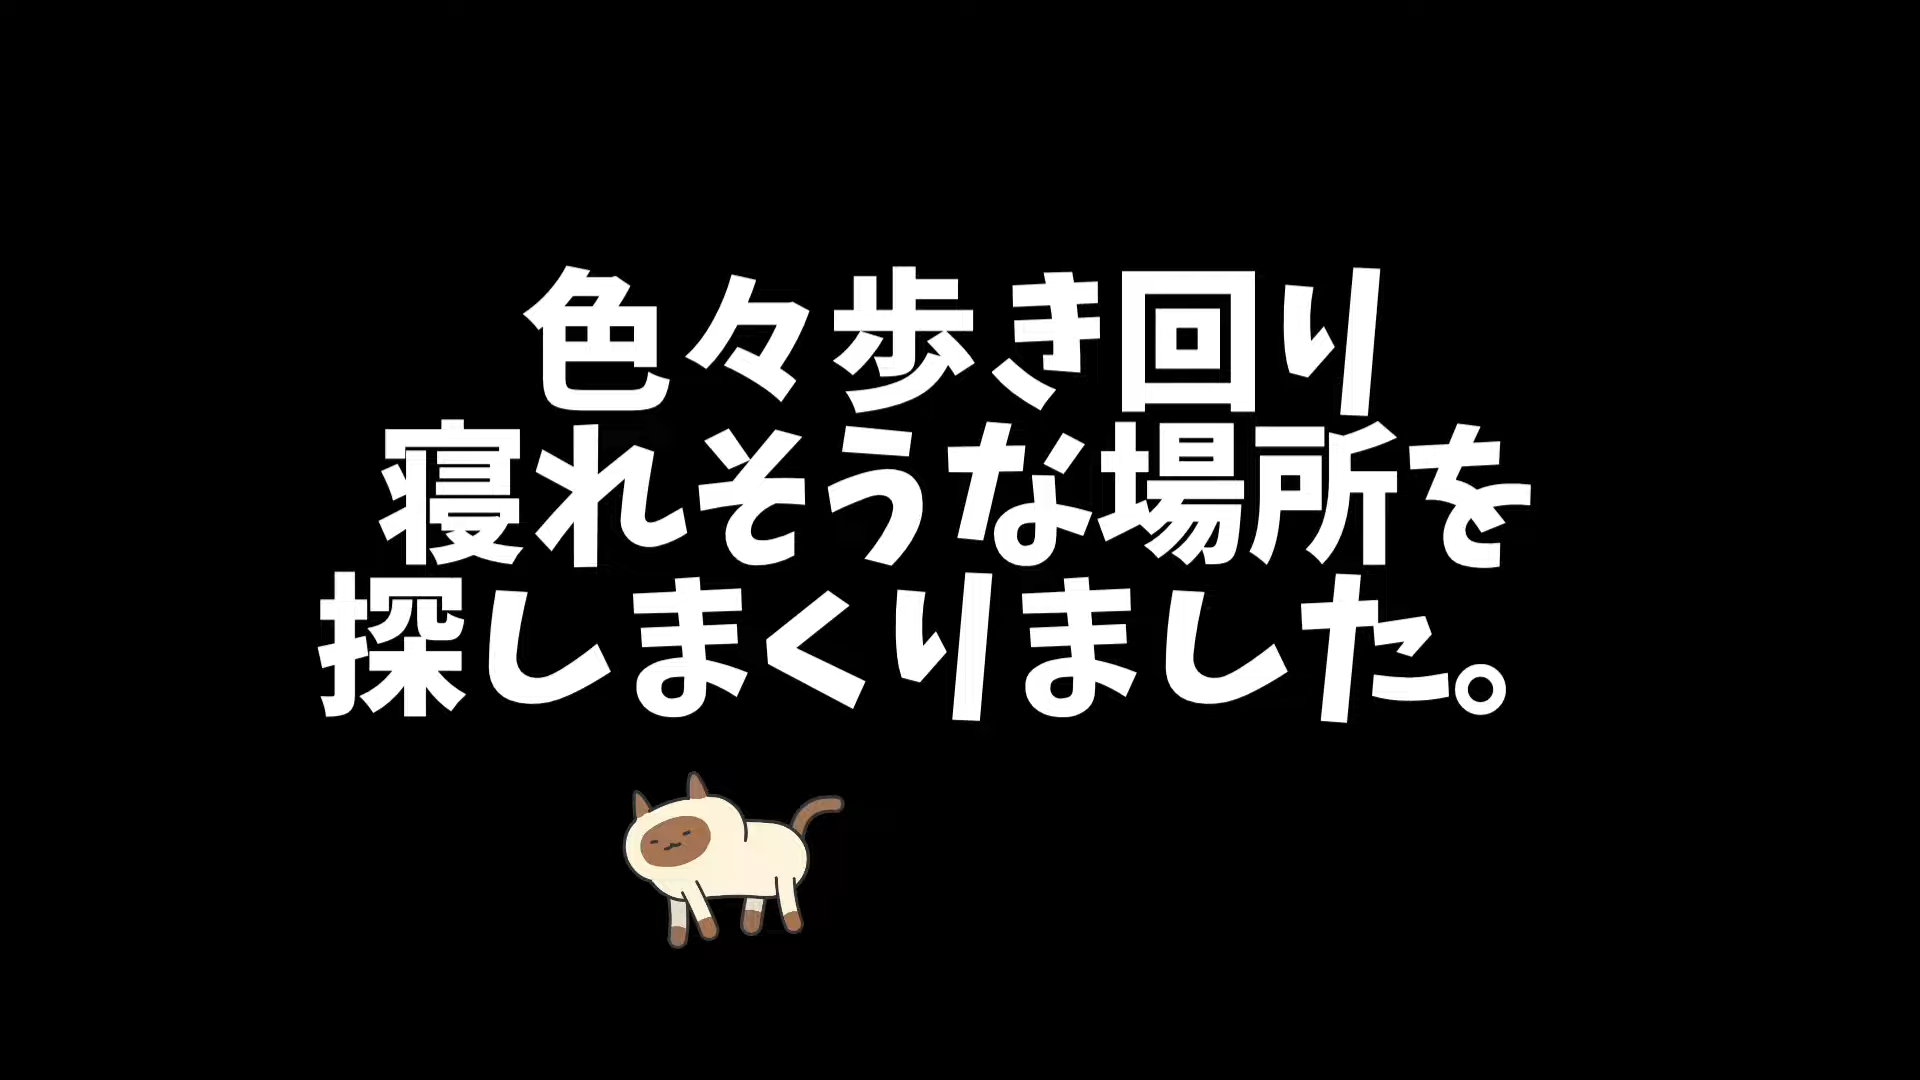 色々歩き回り
寝れそうな場所を
探しまくりました。